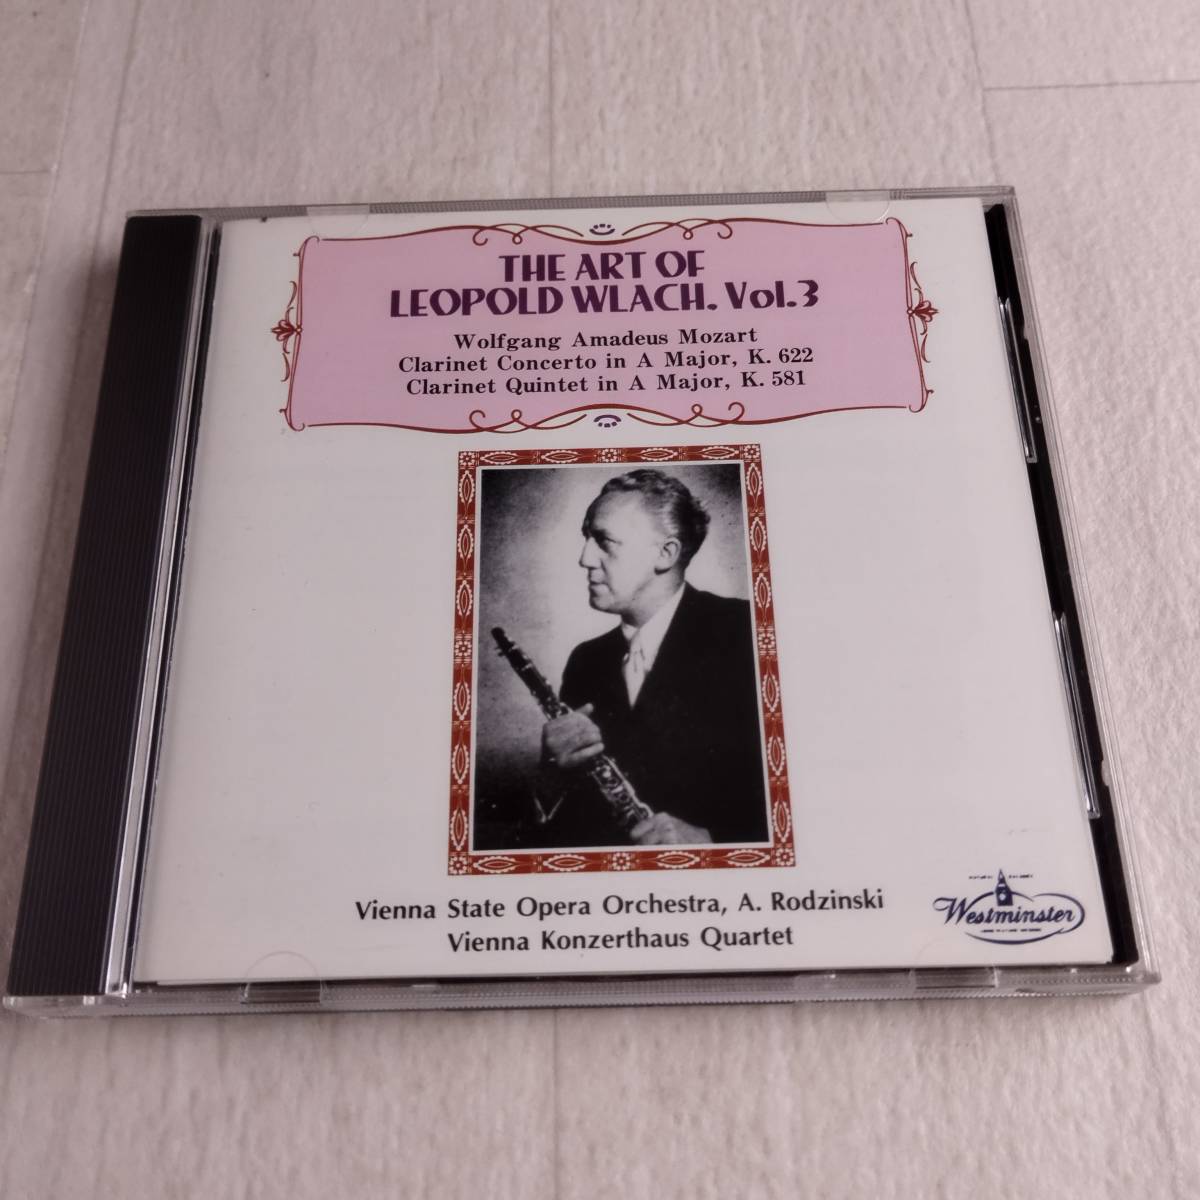 THE ART OF
LEOPOLD WLACH. Vol.3
Wolfgang Amadeus Mozart
Clarinet Concerto in A Major, K. 622
Clarinet Quintet in A Major, K. 581
Vienna State Opera Orchestra, A. Rodzinski
Vienna Konzerthaus Quartet
Westminster